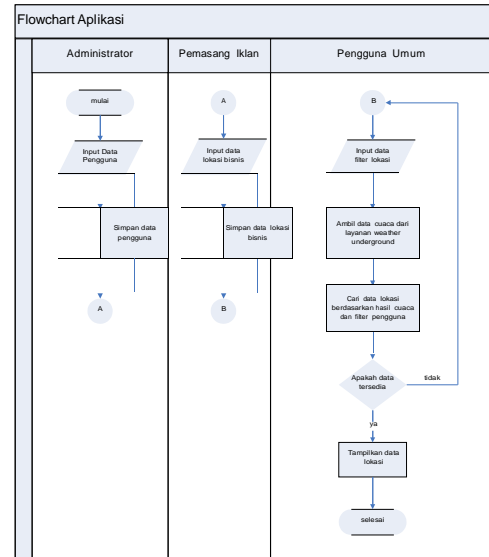 Flowchart Aplikasi
Administrator
Pemasang Iklan
Pengguna Umum
mulai
Input Data
Pengguna
Simpan data
pengguna
A
A
Input data
lokasi bisnis
Simpan data lokasi
bisnis
B
B
Input data
filter lokasi
Ambil data cuaca dari
layanan weather
underground
Cari data lokasi
berdasarkan hasil cuaca
dan filter pengguna
Apakah data
tersedia
tidak
ya
Tampilkan data
lokasi
selesai